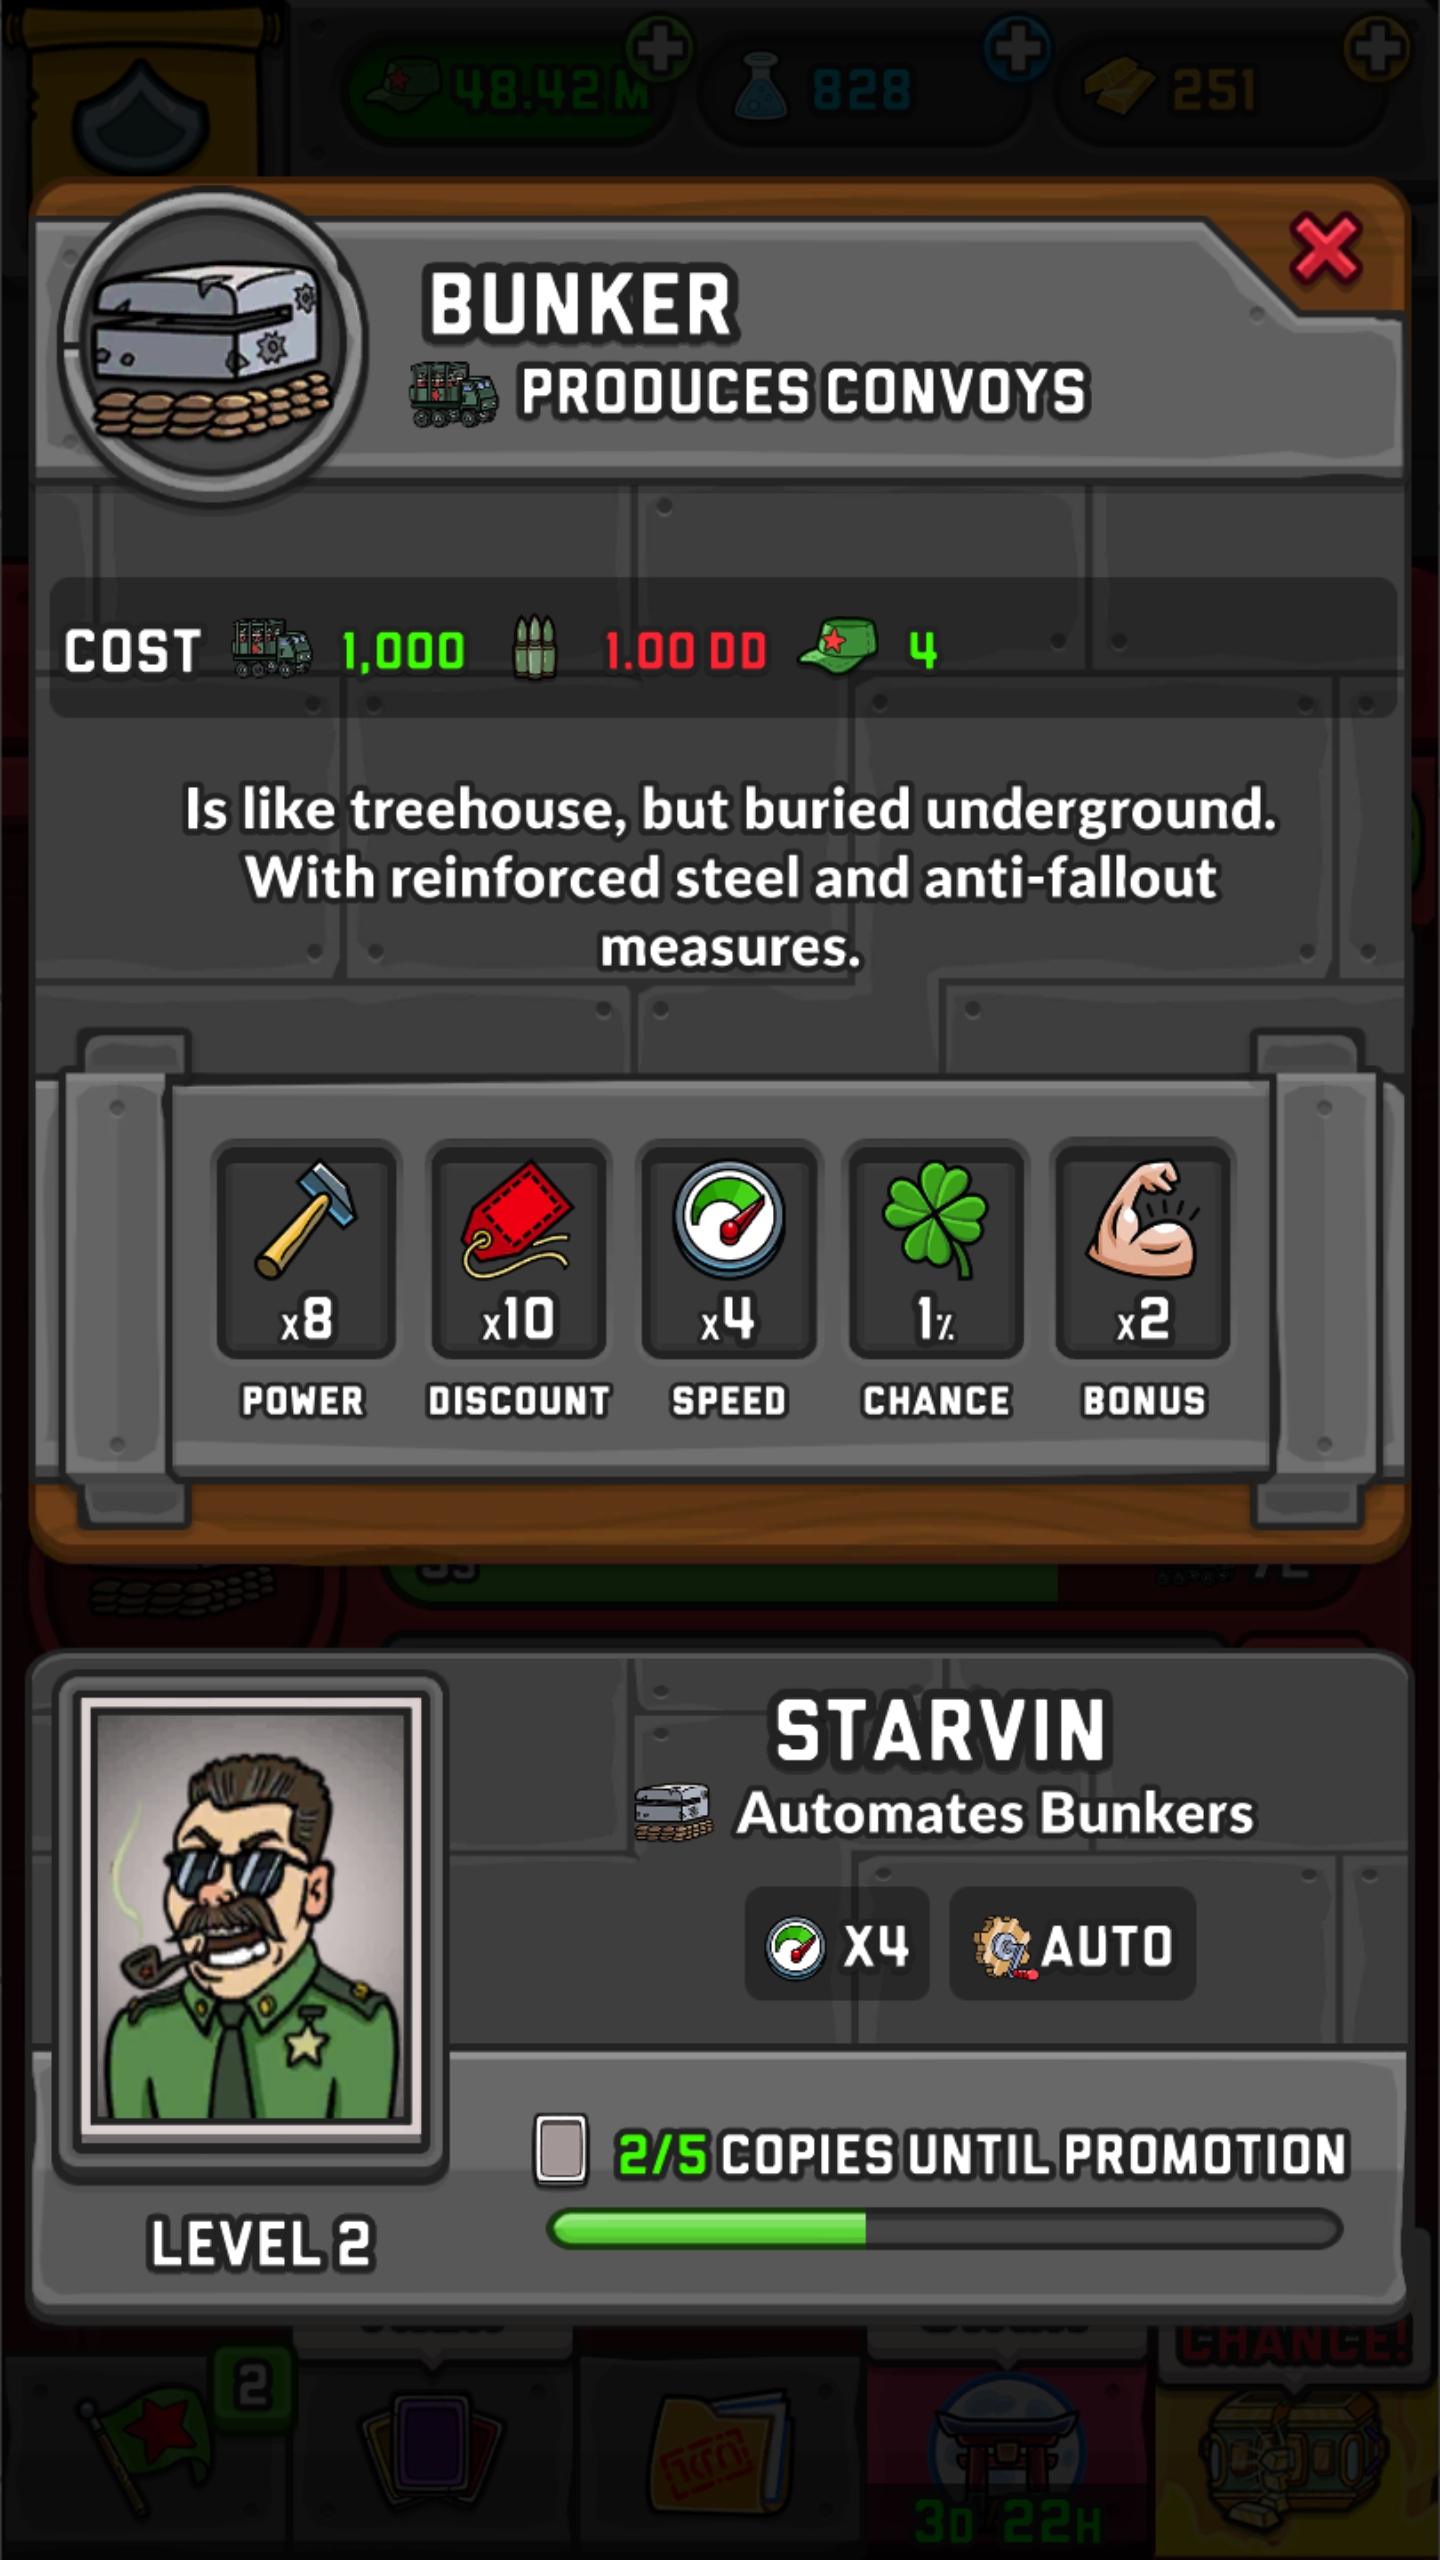 48.42 M 828 251
BUNKER
PRODUCES CONVOYS
COST 1,000 1.00 DD 4
Is like treehouse, but buried underground.
With reinforced steel and anti-fallout
measures.
x8 x10 x4 1% x2
POWER DISCOUNT SPEED CHANCE BONUS
STARVIN
Automates Bunkers
X4 AUTO
2/5 COPIES UNTIL PROMOTION
LEVEL 2
CHANCE!
2
3D 22H